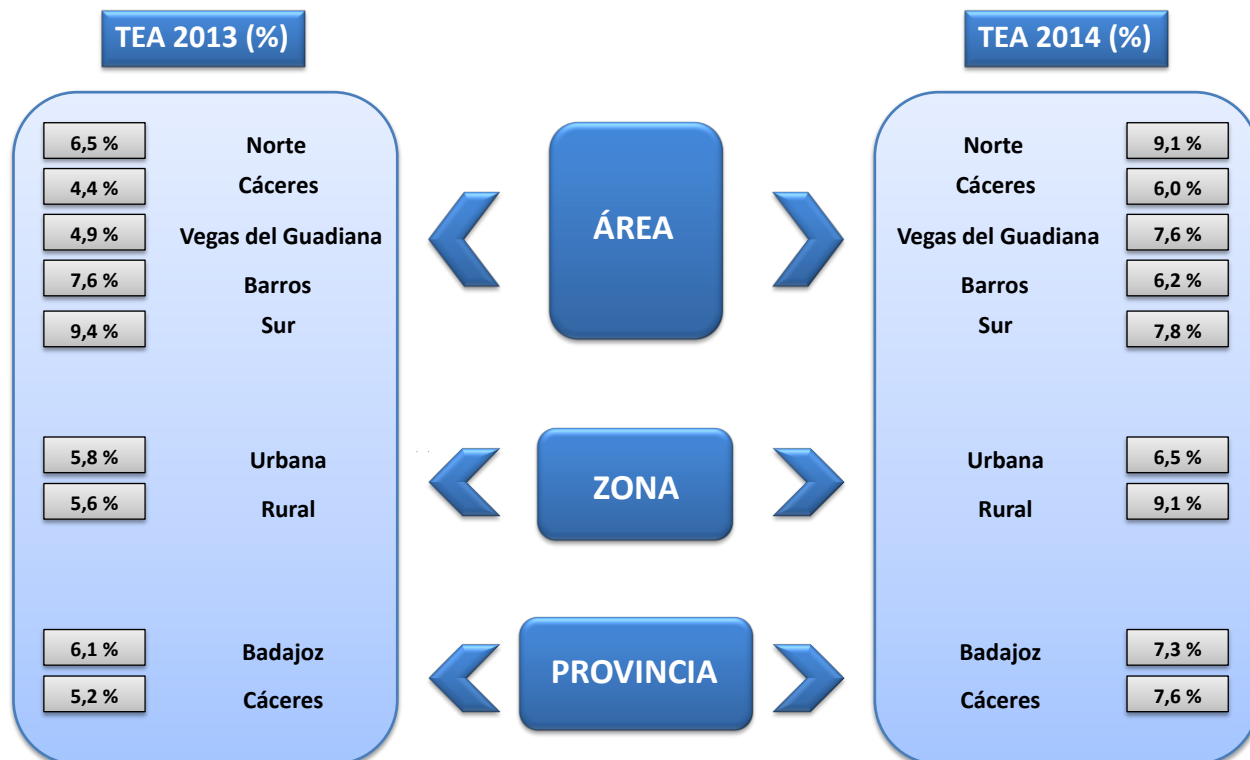 TEA 2013 (%)
TEA 2014 (%)
6,5 % Norte
4,4 % Cáceres
4,9 % Vegas del Guadiana
7,6 % Barros
9,4 % Sur
ÁREA
Norte 9,1 %
Cáceres 6,0 %
Vegas del Guadiana 7,6 %
Barros 6,2 %
Sur 7,8 %
5,8 % Urbana
5,6 % Rural
ZONA
Urbana 6,5 %
Rural 9,1 %
6,1 % Badajoz
5,2 % Cáceres
PROVINCIA
Badajoz 7,3 %
Cáceres 7,6 %